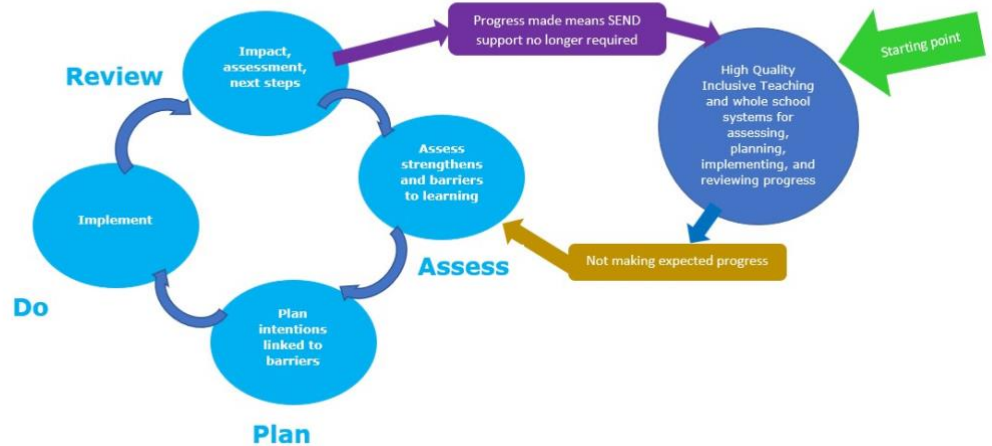 Progress made means SEND
support no longer required
Starting point
Review
Impact,
assessment,
next steps
High Quality
Inclusive Teaching
and whole school
systems for
assessing,
planning,
implementing, and
reviewing progress
Assess
strengthens
and barriers
to learning
Implement
Not making expected progress
Assess
Do
Plan
intentions
linked to
barriers
Plan